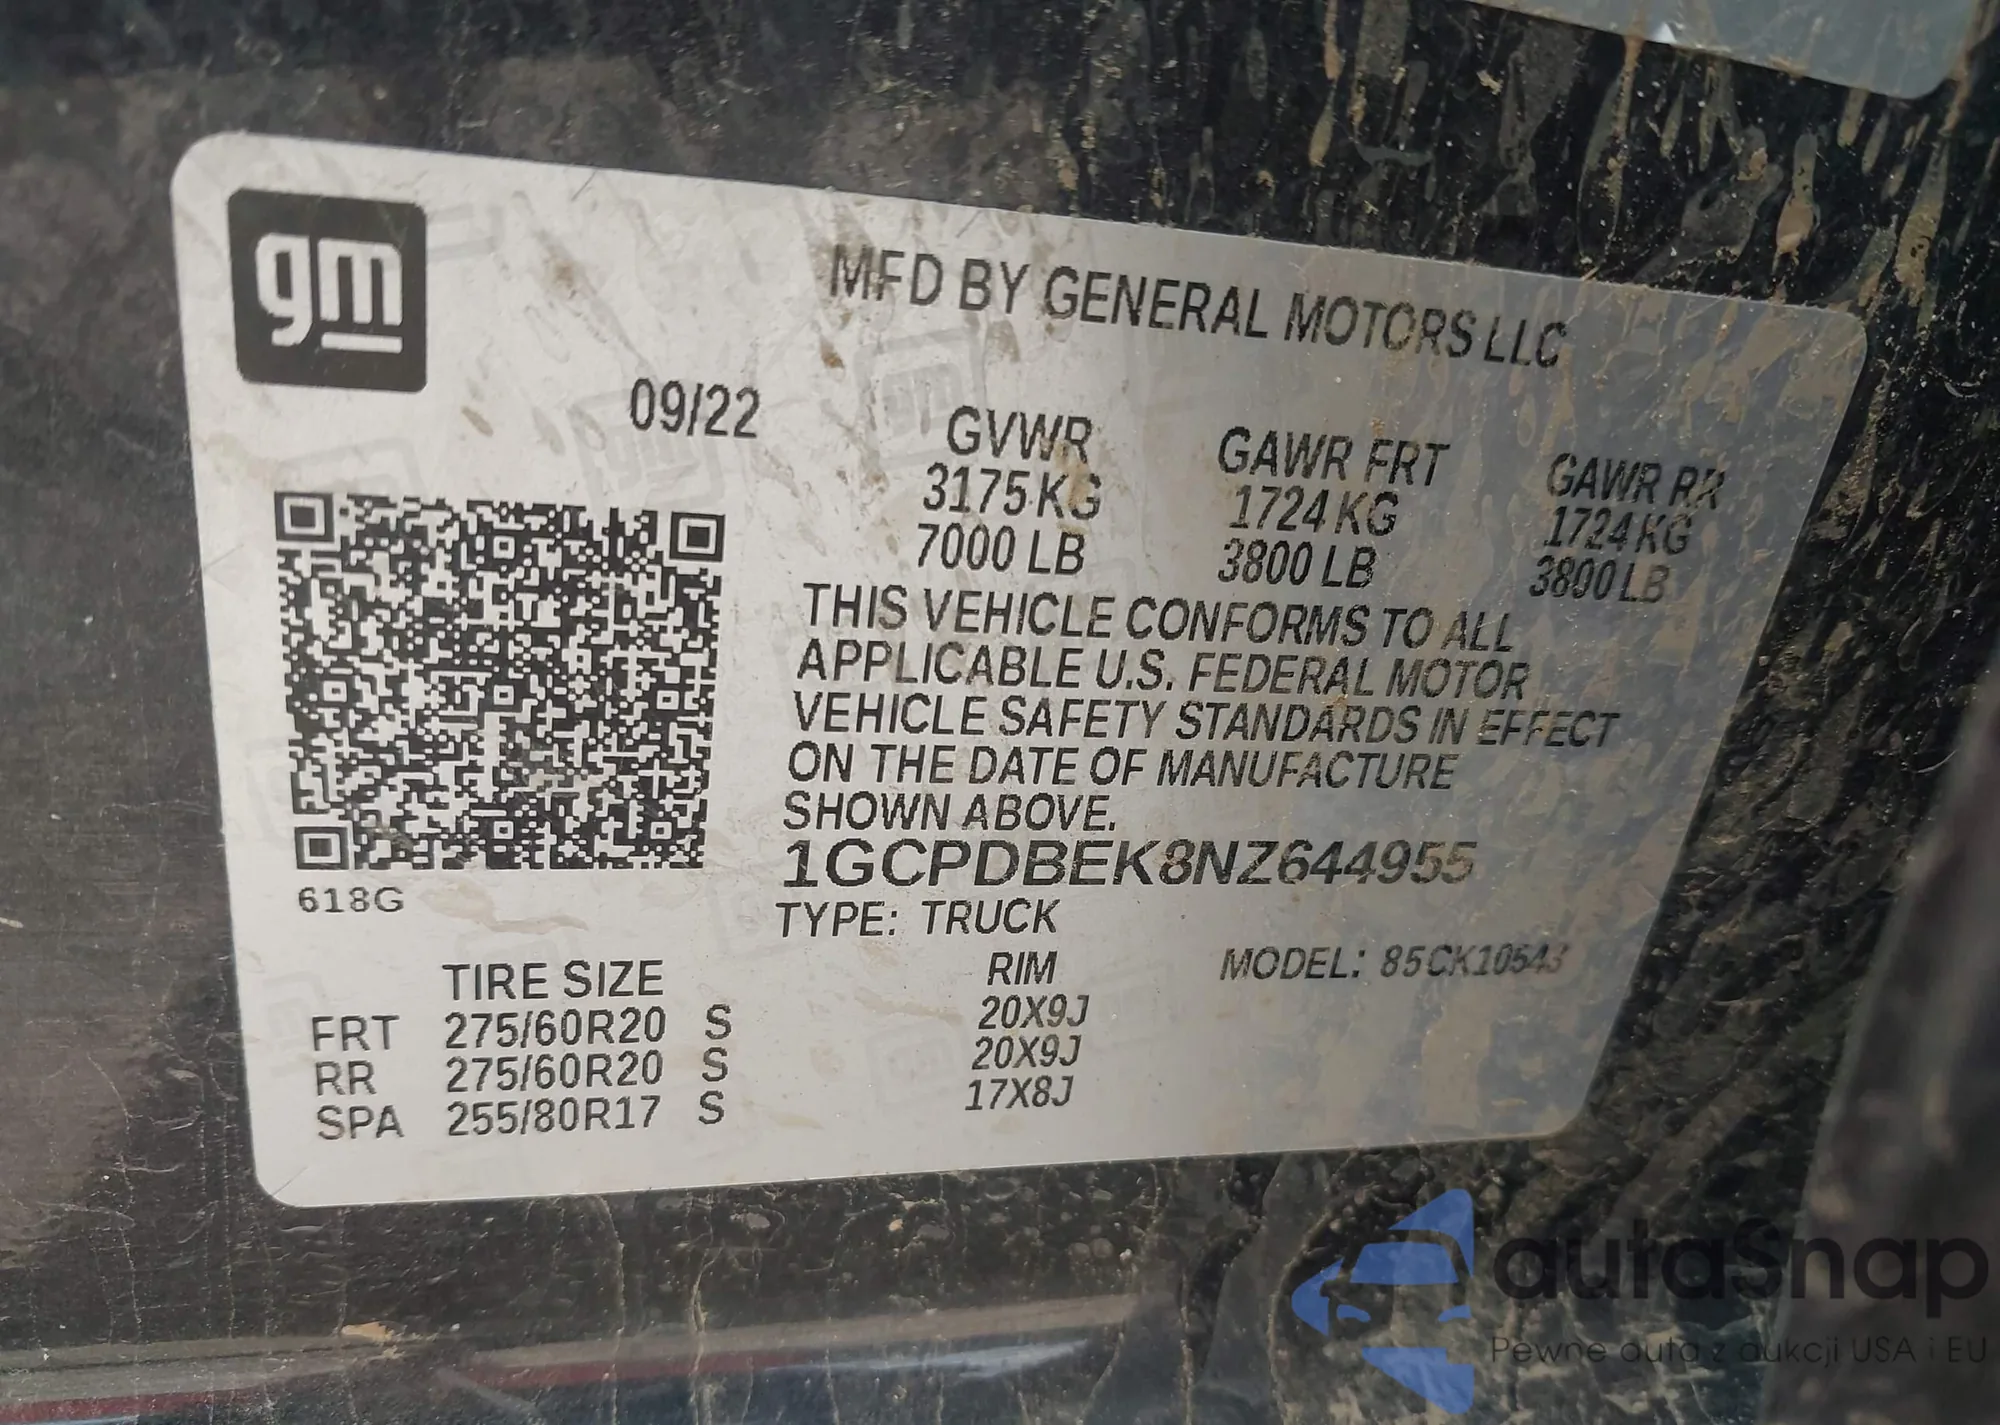 gm
MFD BY GENERAL MOTORS LLC
09/22
GVWR GAWR FRT GAWR RR
3175 KG 1724 KG 1724 KG
7000 LB 3800 LB 3800 LB
THIS VEHICLE CONFORMS TO ALL
APPLICABLE U.S. FEDERAL MOTOR
VEHICLE SAFETY STANDARDS IN EFFECT
ON THE DATE OF MANUFACTURE
SHOWN ABOVE.
1GCPDBEK8NZ644955
618G
TYPE: TRUCK
TIRE SIZE RIM MODEL: 85CK10543
FRT 275/60R20 S 20X9J
RR 275/60R20 S 20X9J
SPA 255/80R17 S 17X8J
autaSnap
Pewne auta z aukcji USA i EU